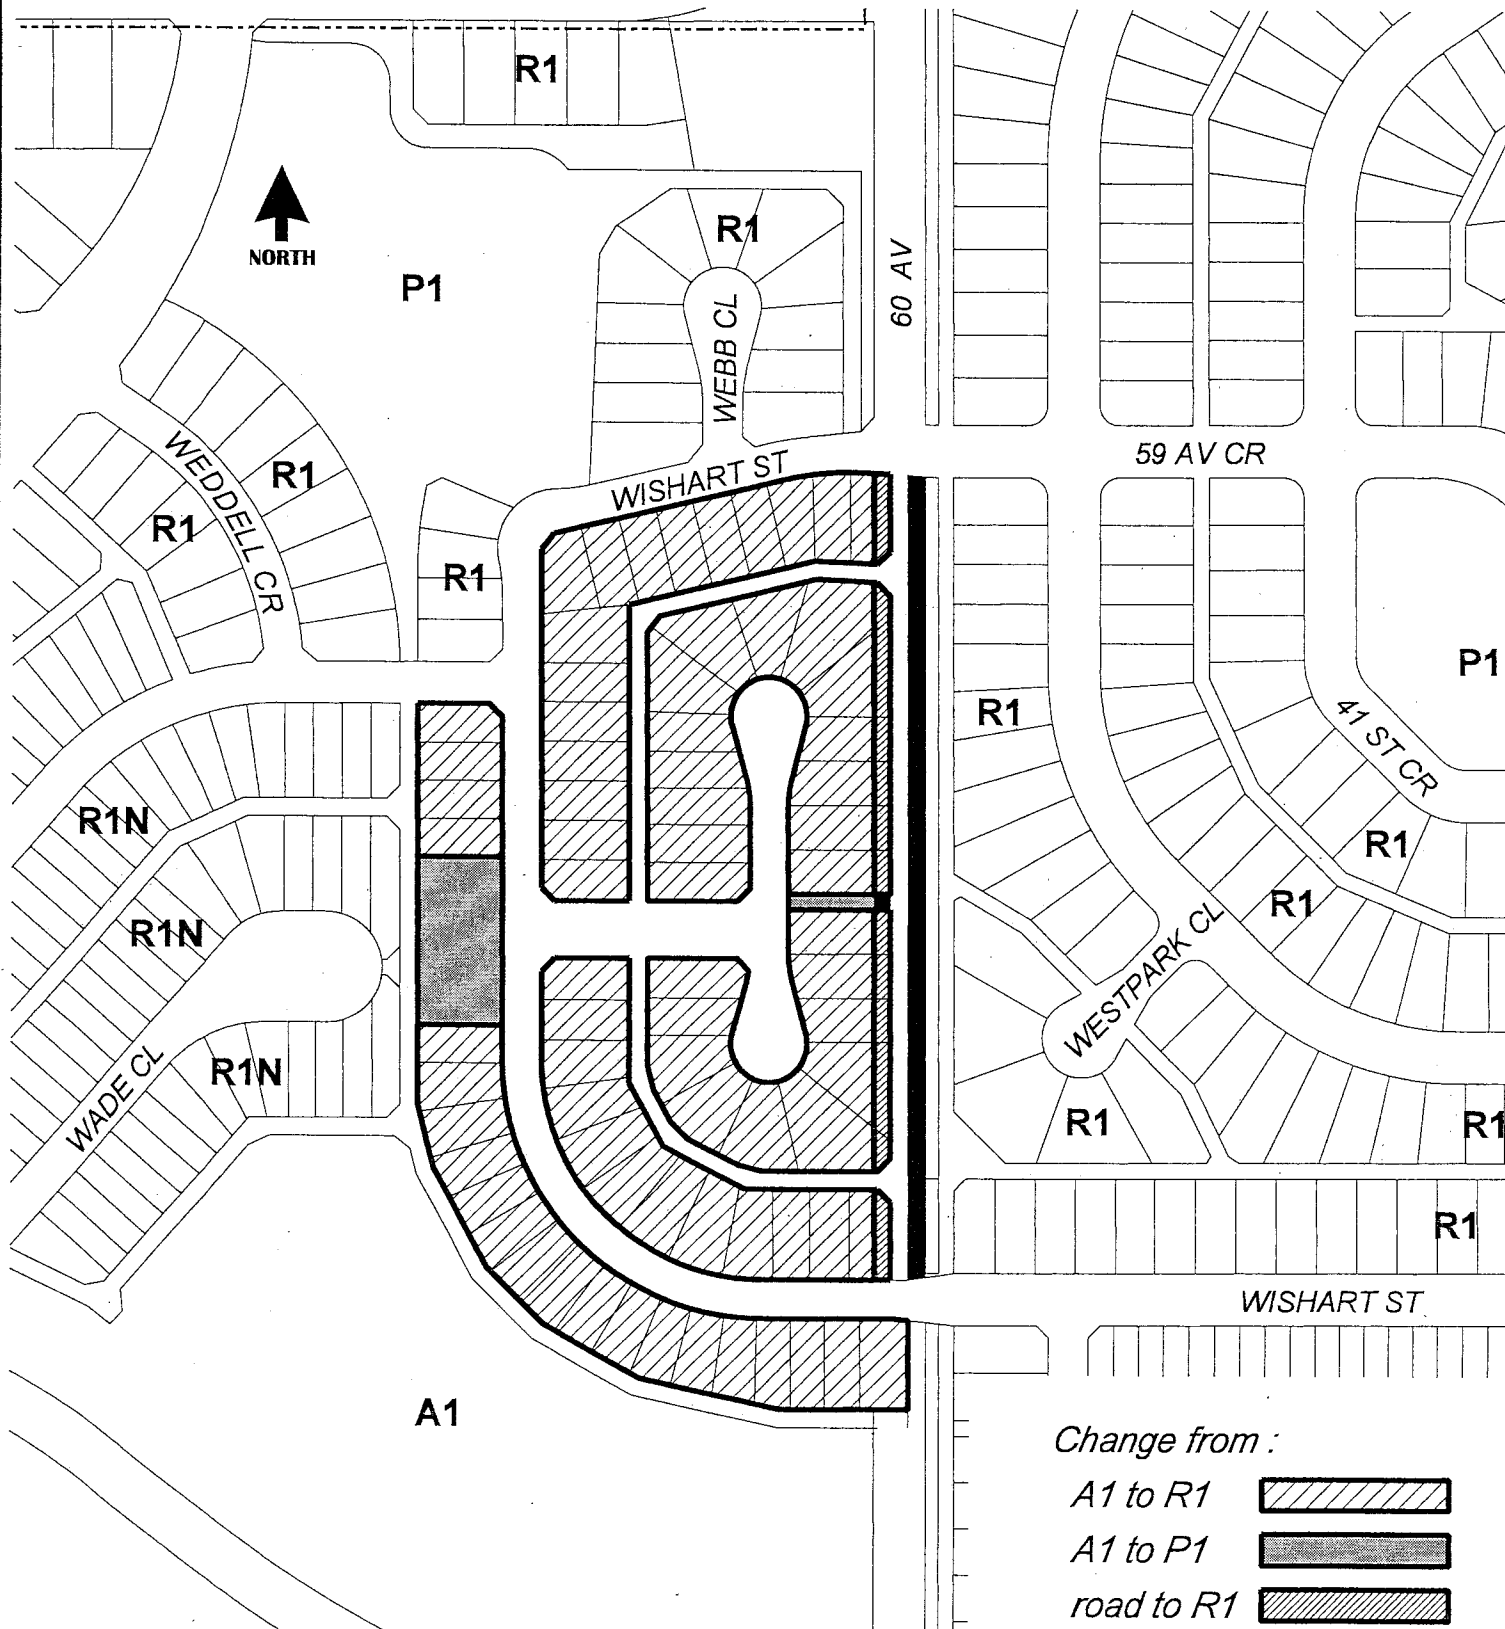 R1
R1
NORTH
P1
60 AV
WEBB CL
59 AV CR
WISHART ST
WEDDELL CR
R1
R1
R1
P1
R1
41 ST CR
R1N
R1
R1N
R1
WESTPARK CL
R1N
WADE CL
R1
R1
R1
WISHART ST
A1
Change from :
A1 to R1
A1 to P1
road to R1